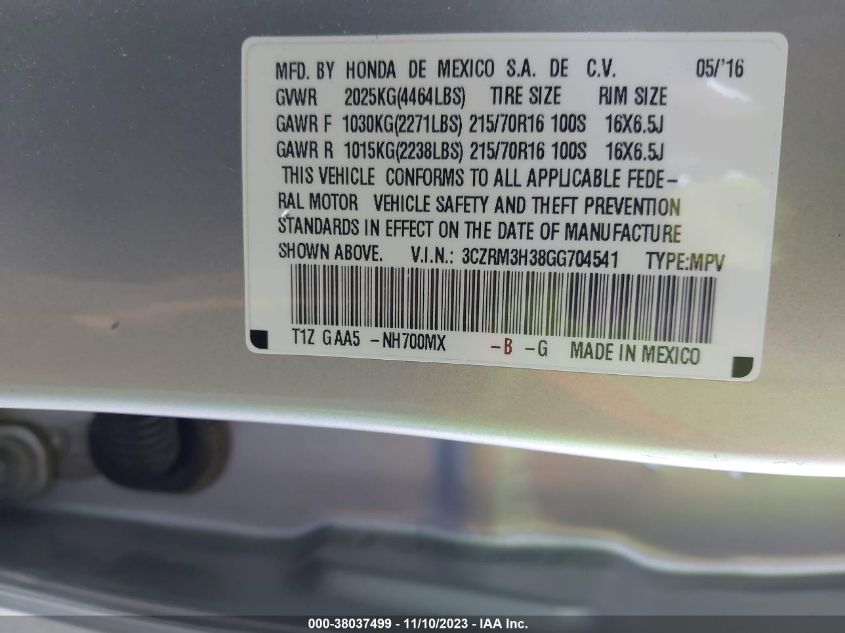 MFD. BY HONDA DE MEXICO S.A. DE C.V. 05/'16
GVWR 2025KG(4464LBS) TIRE SIZE RIM SIZE
GAWR F 1030KG(2271LBS) 215/70R16 100S 16X6.5J
GAWR R 1015KG(2238LBS) 215/70R16 100S 16X6.5J
THIS VEHICLE CONFORMS TO ALL APPLICABLE FEDE-
RAL MOTOR VEHICLE SAFETY AND THEFT PREVENTION
STANDARDS IN EFFECT ON THE DATE OF MANUFACTURE
SHOWN ABOVE. V.I.N.: 3CZRM3H38GG704541 TYPE:MPV
T1Z GAA5 -NH700MX -B -G MADE IN MEXICO
000-38037499 - 11/10/2023 - IAA Inc.